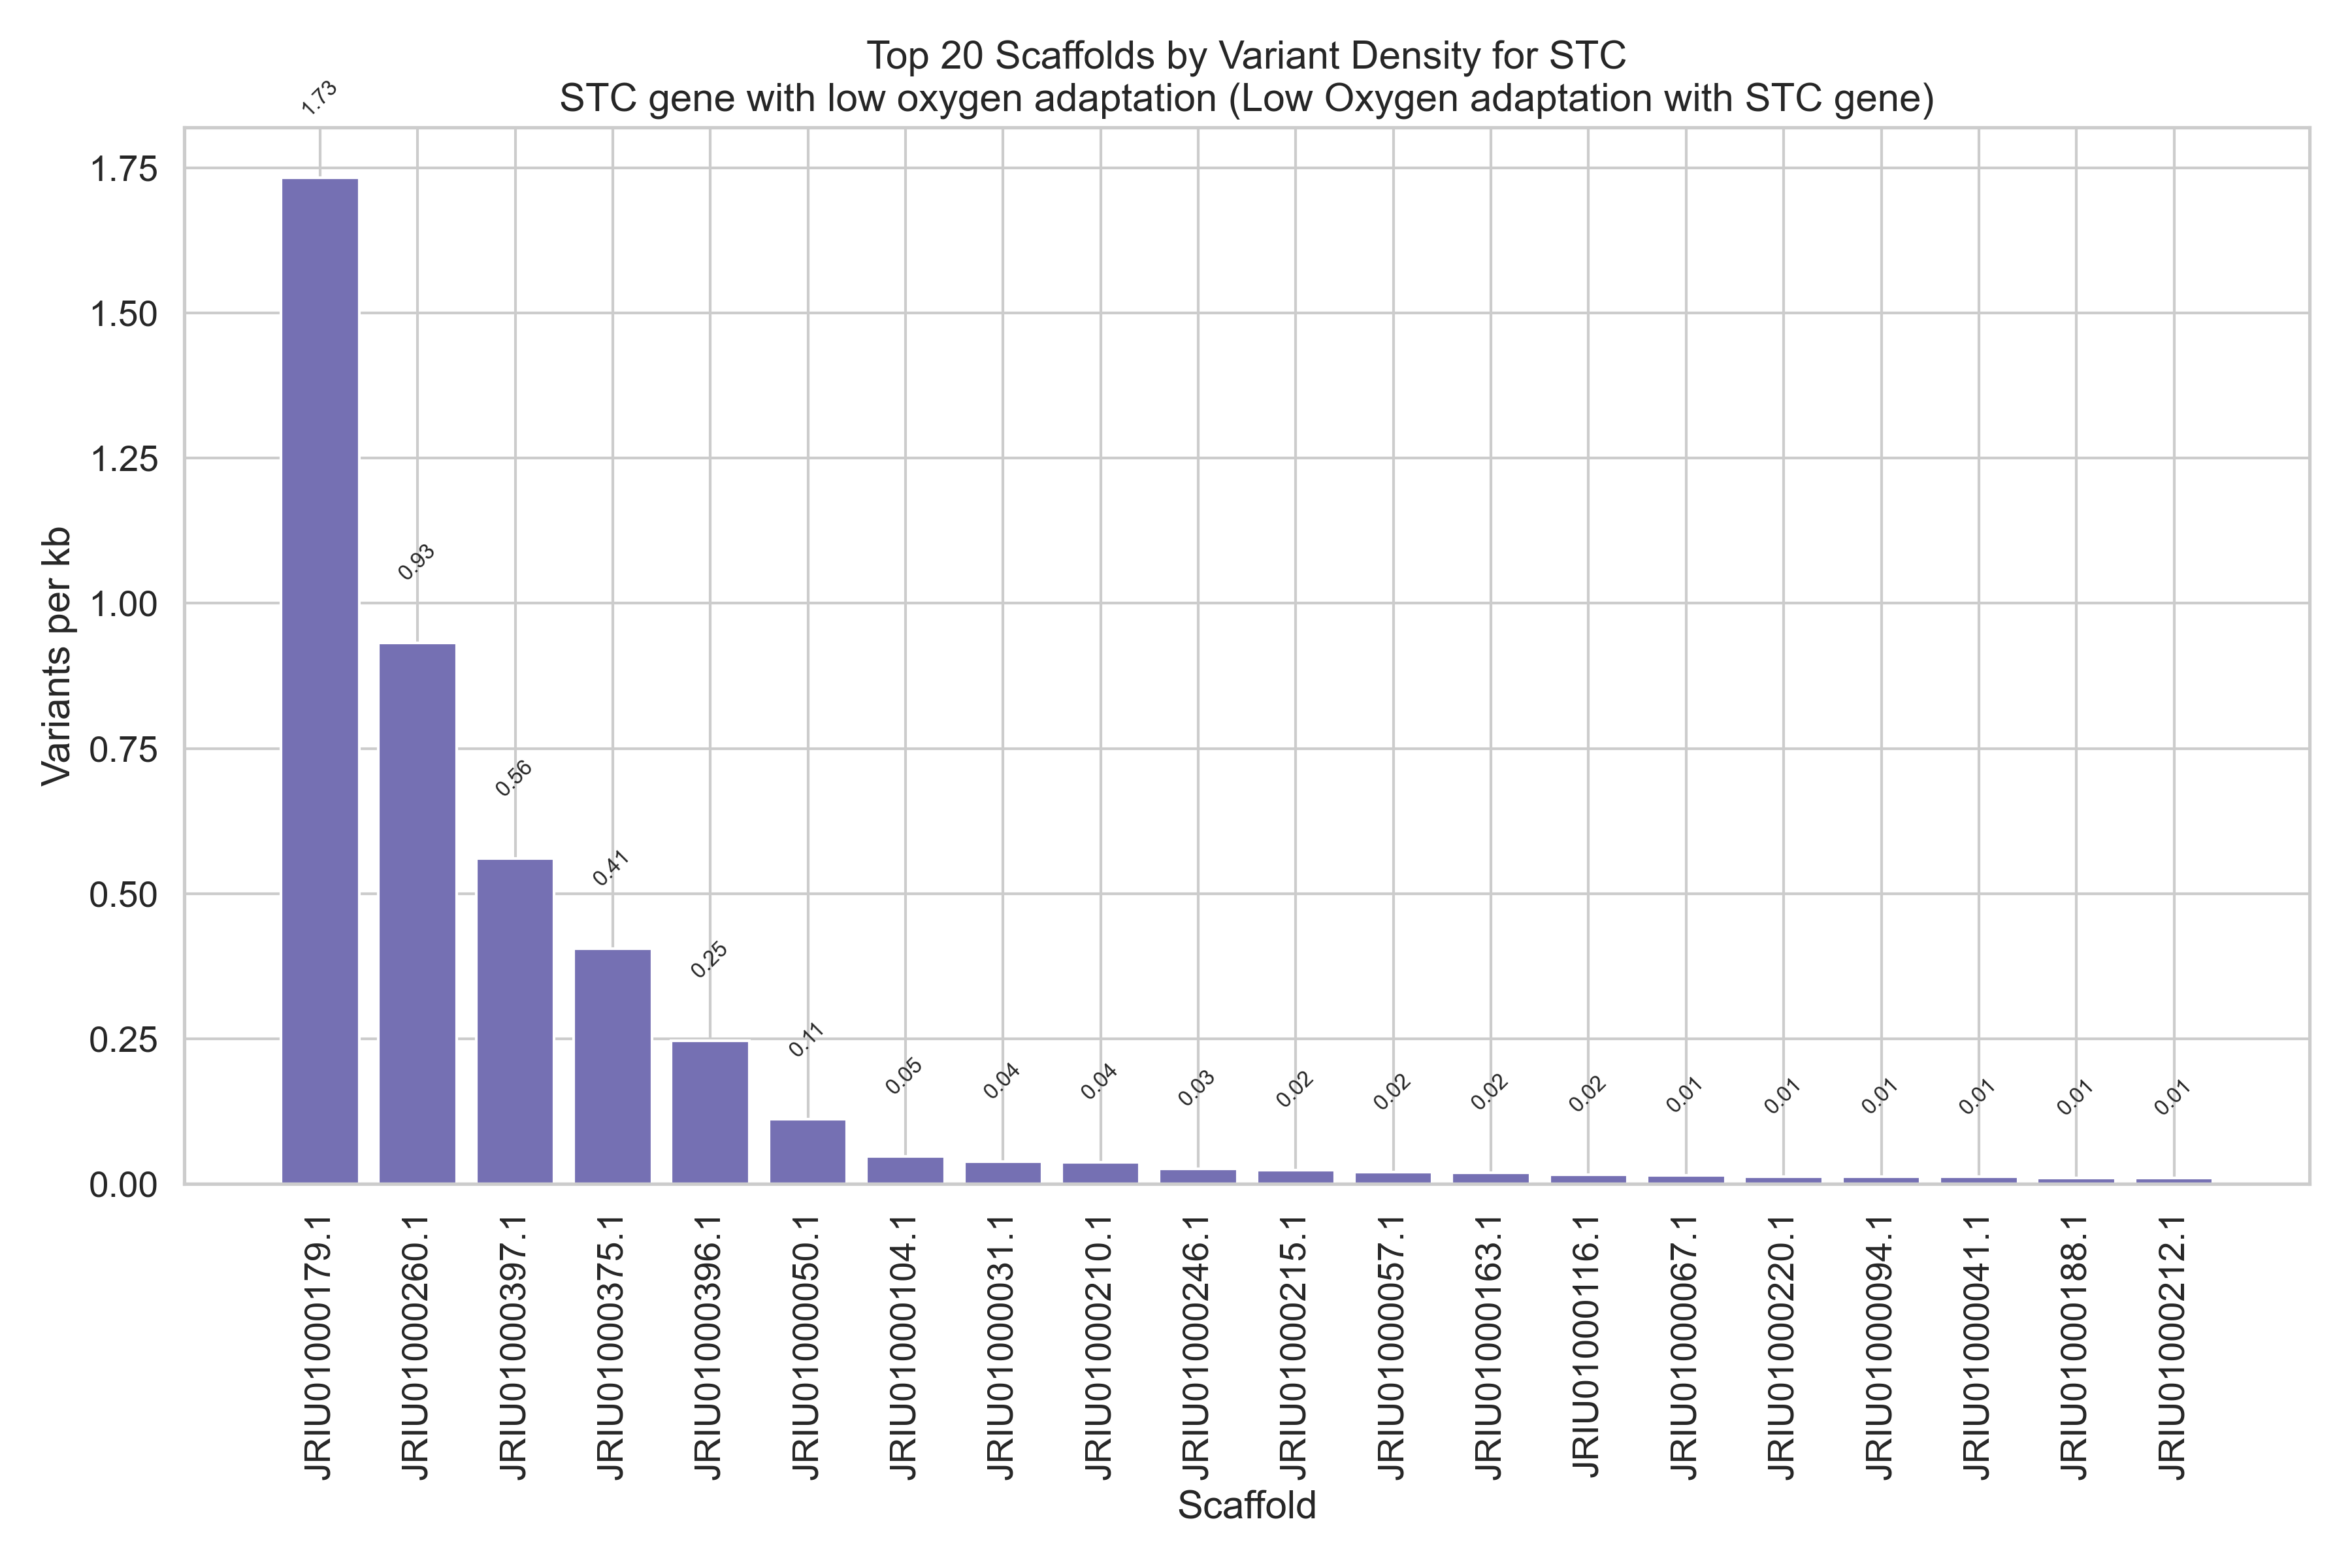 Top 20 Scaffolds by Variant Density for STC
STC gene with low oxygen adaptation (Low Oxygen adaptation with STC gene)
Variants per kb
1.75
1.50
1.25
1.00
0.75
0.50
0.25
0.00
1.73
0.93
0.56
0.41
0.25
0.11
0.05
0.04
0.04
0.03
0.02
0.02
0.02
0.02
0.01
0.01
0.01
0.01
0.01
0.01
JRIU01000179.1
JRIU01000260.1
JRIU01000397.1
JRIU01000375.1
JRIU01000396.1
JRIU01000050.1
JRIU01000104.1
JRIU01000031.1
JRIU01000210.1
JRIU01000246.1
JRIU01000215.1
JRIU01000057.1
JRIU01000163.1
JRIU01000116.1
JRIU01000067.1
JRIU01000220.1
JRIU01000094.1
JRIU01000041.1
JRIU01000188.1
JRIU01000212.1
Scaffold